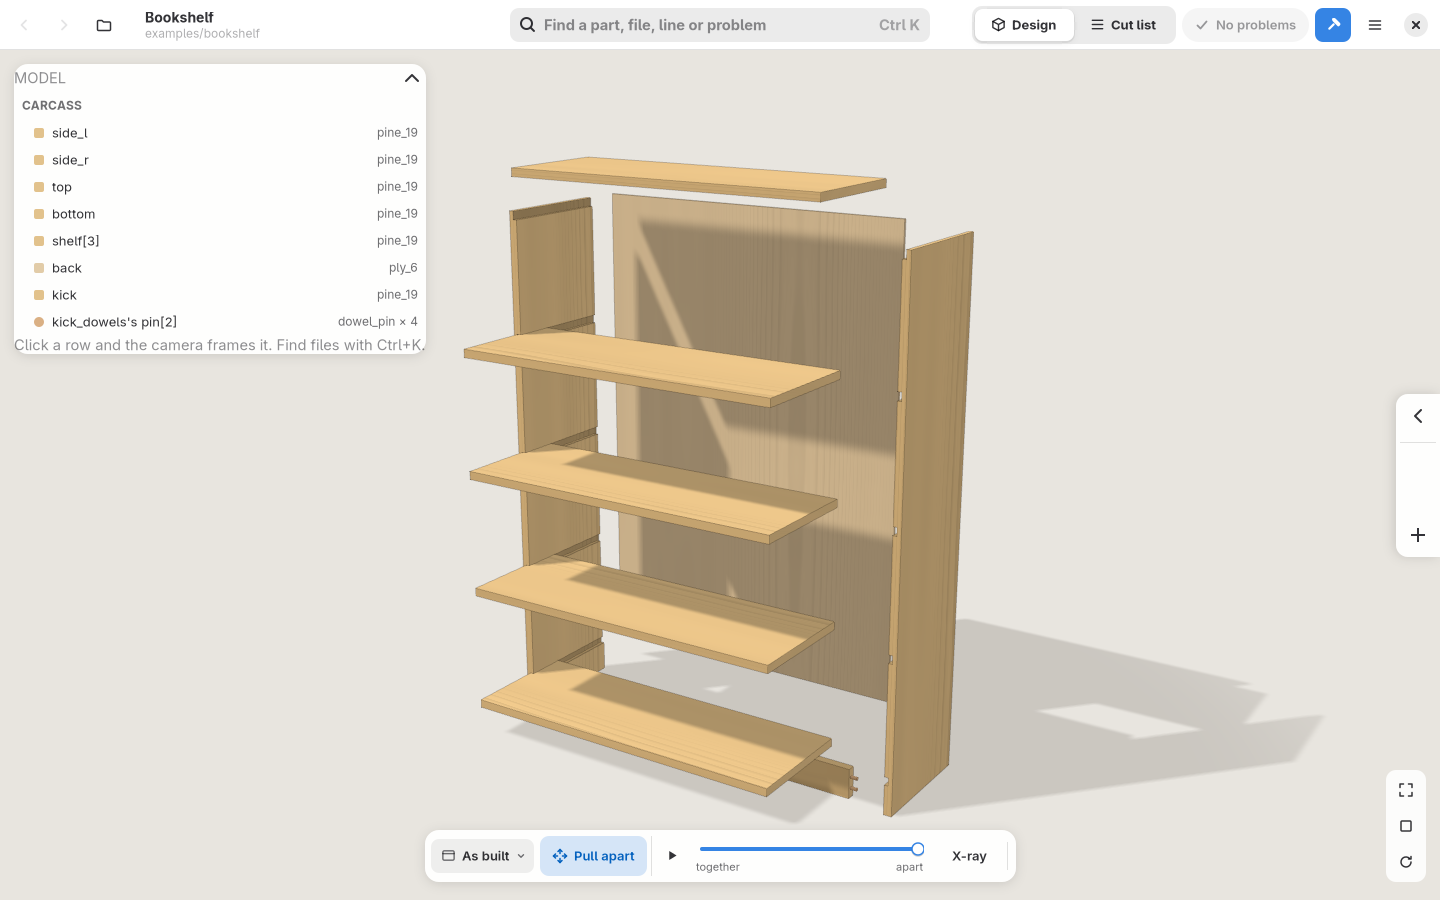 Bookshelf
examples/bookshelf
Find a part, file, line or problem Ctrl K
Design
Cut list
No problems
MODEL
CARCASS
side_l pine_19
side_r pine_19
top pine_19
bottom pine_19
shelf[3] pine_19
back ply_6
kick pine_19
kick_dowels's pin[2] dowel_pin × 4
Click a row and the camera frames it. Find files with Ctrl+K.
As built
Pull apart
together
apart
X-ray